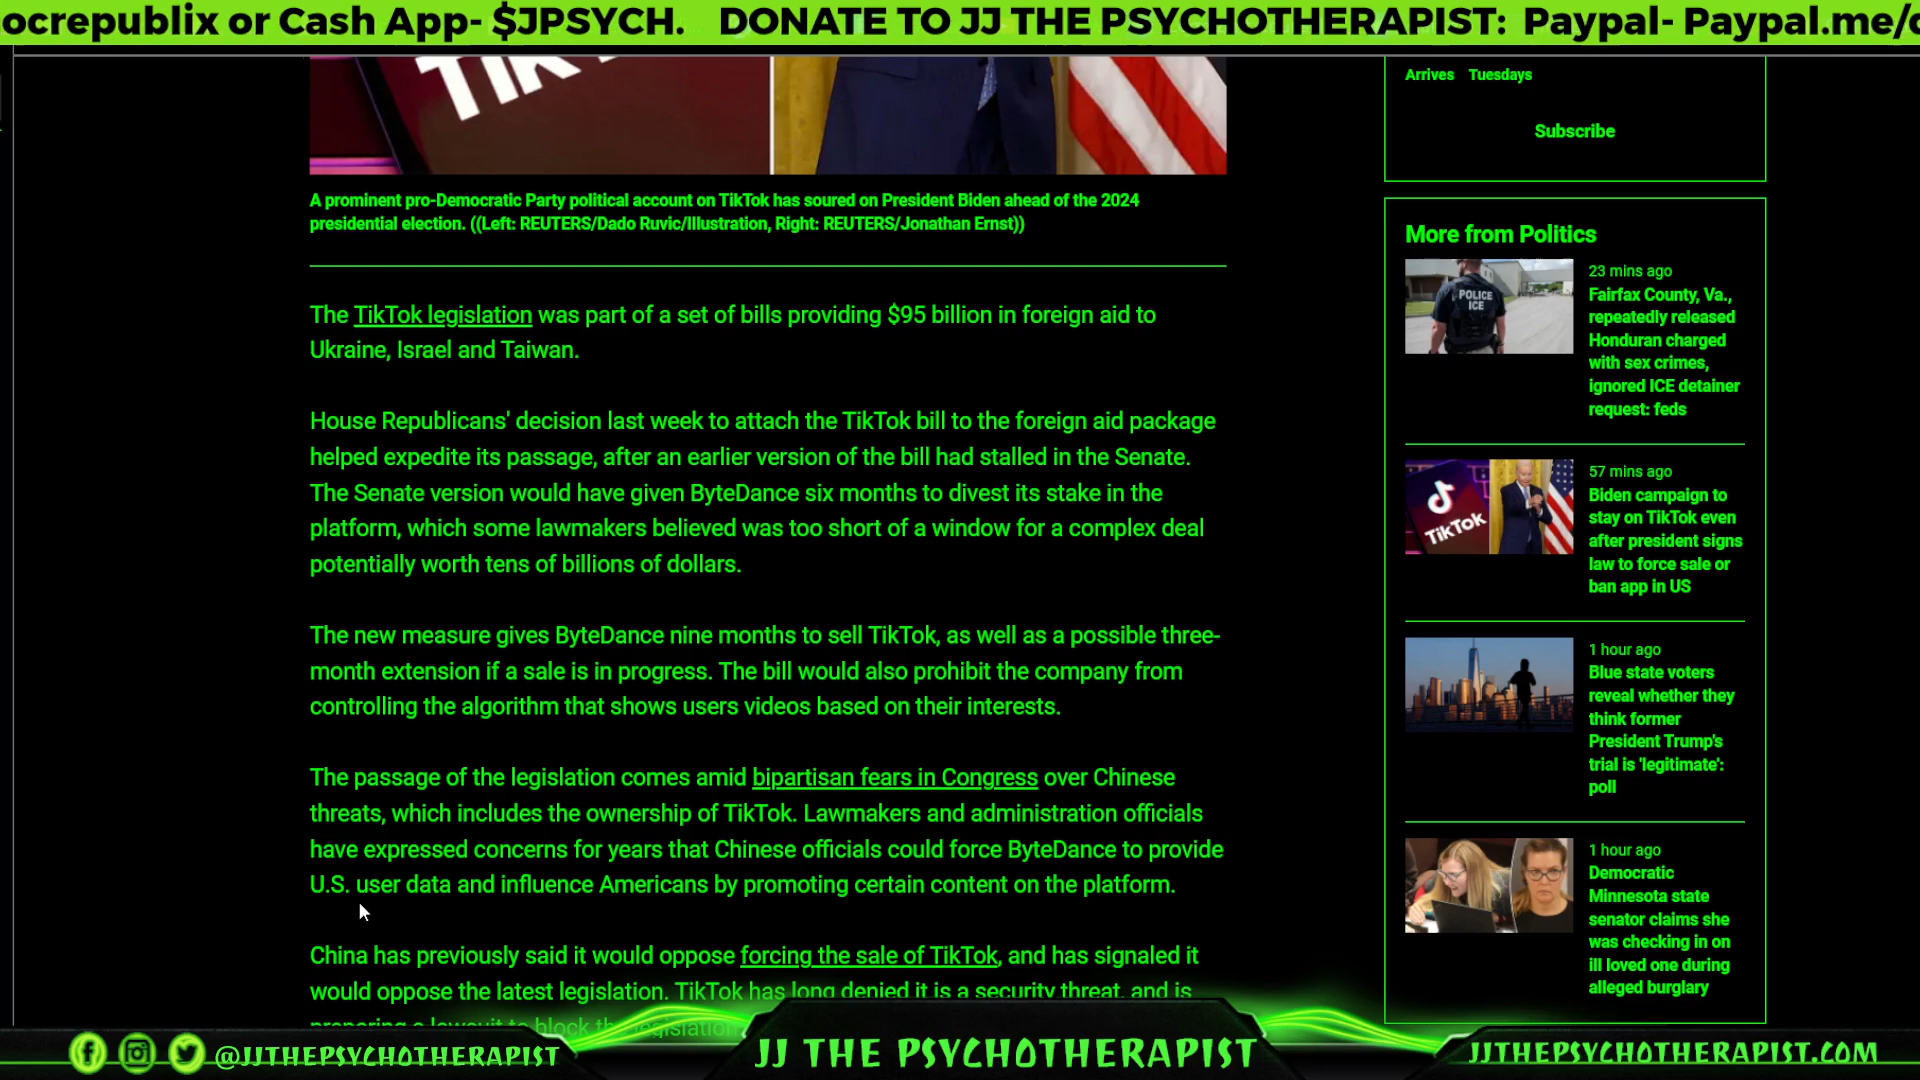 ocrepublix or Cash App- $JPSYCH. DONATE TO JJ THE PSYCHOTHERAPIST: Paypal- Paypal.me/
TikT
A prominent pro-Democratic Party political account on TikTok has soured on President Biden ahead of the 2024
presidential election. ((Left: REUTERS/Dado Ruvic/Illustration, Right: REUTERS/Jonathan Ernst))
The TikTok legislation was part of a set of bills providing $95 billion in foreign aid to
Ukraine, Israel and Taiwan.
House Republicans' decision last week to attach the TikTok bill to the foreign aid package
helped expedite its passage, after an earlier version of the bill had stalled in the Senate.
The Senate version would have given ByteDance six months to divest its stake in the
platform, which some lawmakers believed was too short of a window for a complex deal
potentially worth tens of billions of dollars.
The new measure gives ByteDance nine months to sell TikTok, as well as a possible three-
month extension if a sale is in progress. The bill would also prohibit the company from
controlling the algorithm that shows users videos based on their interests.
The passage of the legislation comes amid bipartisan fears in Congress over Chinese
threats, which includes the ownership of TikTok. Lawmakers and administration officials
have expressed concerns for years that Chinese officials could force ByteDance to provide
U.S. user data and influence Americans by promoting certain content on the platform.
China has previously said it would oppose forcing the sale of TikTok, and has signaled it
would oppose the latest legislation. TikTok has long denied it is a security threat, and is
preparing a lawsuit to block the legislation
Arrives Tuesdays
Subscribe
More from Politics
POLICE
ICE
23 mins ago
Fairfax County, Va.,
repeatedly released
Honduran charged
with sex crimes,
ignored ICE detainer
request: feds
TikTok
57 mins ago
Biden campaign to
stay on TikTok even
after president signs
law to force sale or
ban app in US
1 hour ago
Blue state voters
reveal whether they
think former
President Trump's
trial is 'legitimate':
poll
1 hour ago
Democratic
Minnesota state
senator claims she
was checking in on
ill loved one during
alleged burglary
@JJTHEPSYCHOTHERAPIST
JJ THE PSYCHOTHERAPIST
JJTHEPSYCHOTHERAPIST.COM